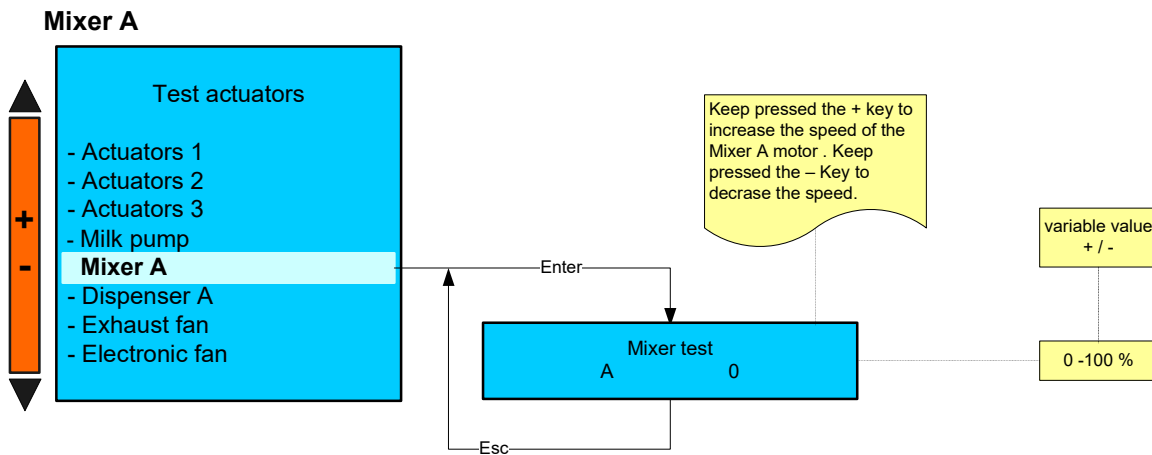 Mixer A
Test actuators
- Actuators 1
- Actuators 2
- Actuators 3
- Milk pump
Mixer A
- Dispenser A
- Exhaust fan
- Electronic fan
+
-
Enter
Esc
Mixer test
A 0
Keep pressed the + key to
increase the speed of the
Mixer A motor . Keep
pressed the – Key to
decrase the speed.
variable value
+ / -
0 -100 %